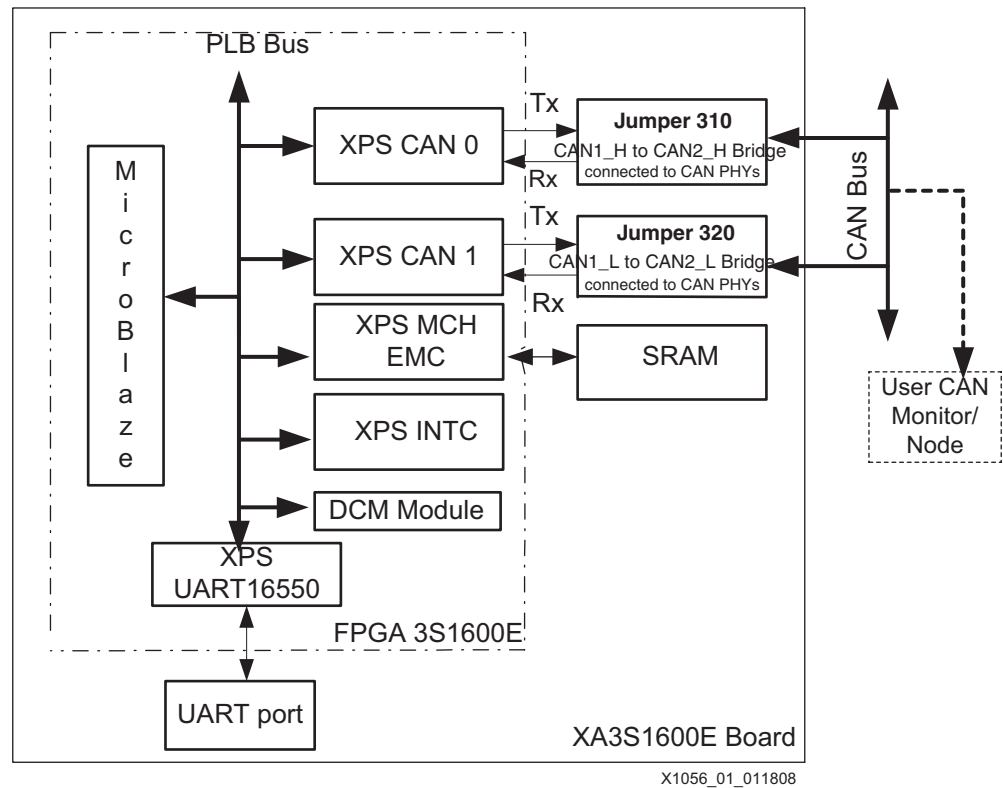 PLB Bus
MicroBlaze
XPS CAN 0
Tx
Rx
Jumper 310
CAN1_H to CAN2_H Bridge
connected to CAN PHYs
XPS CAN 1
Tx
Rx
Jumper 320
CAN1_L to CAN2_L Bridge
connected to CAN PHYs
CAN Bus
XPS MCH
EMC
SRAM
User CAN
Monitor/
Node
XPS INTC
DCM Module
XPS
UART16550
FPGA 3S1600E
UART port
XA3S1600E Board
X1056_01_011808